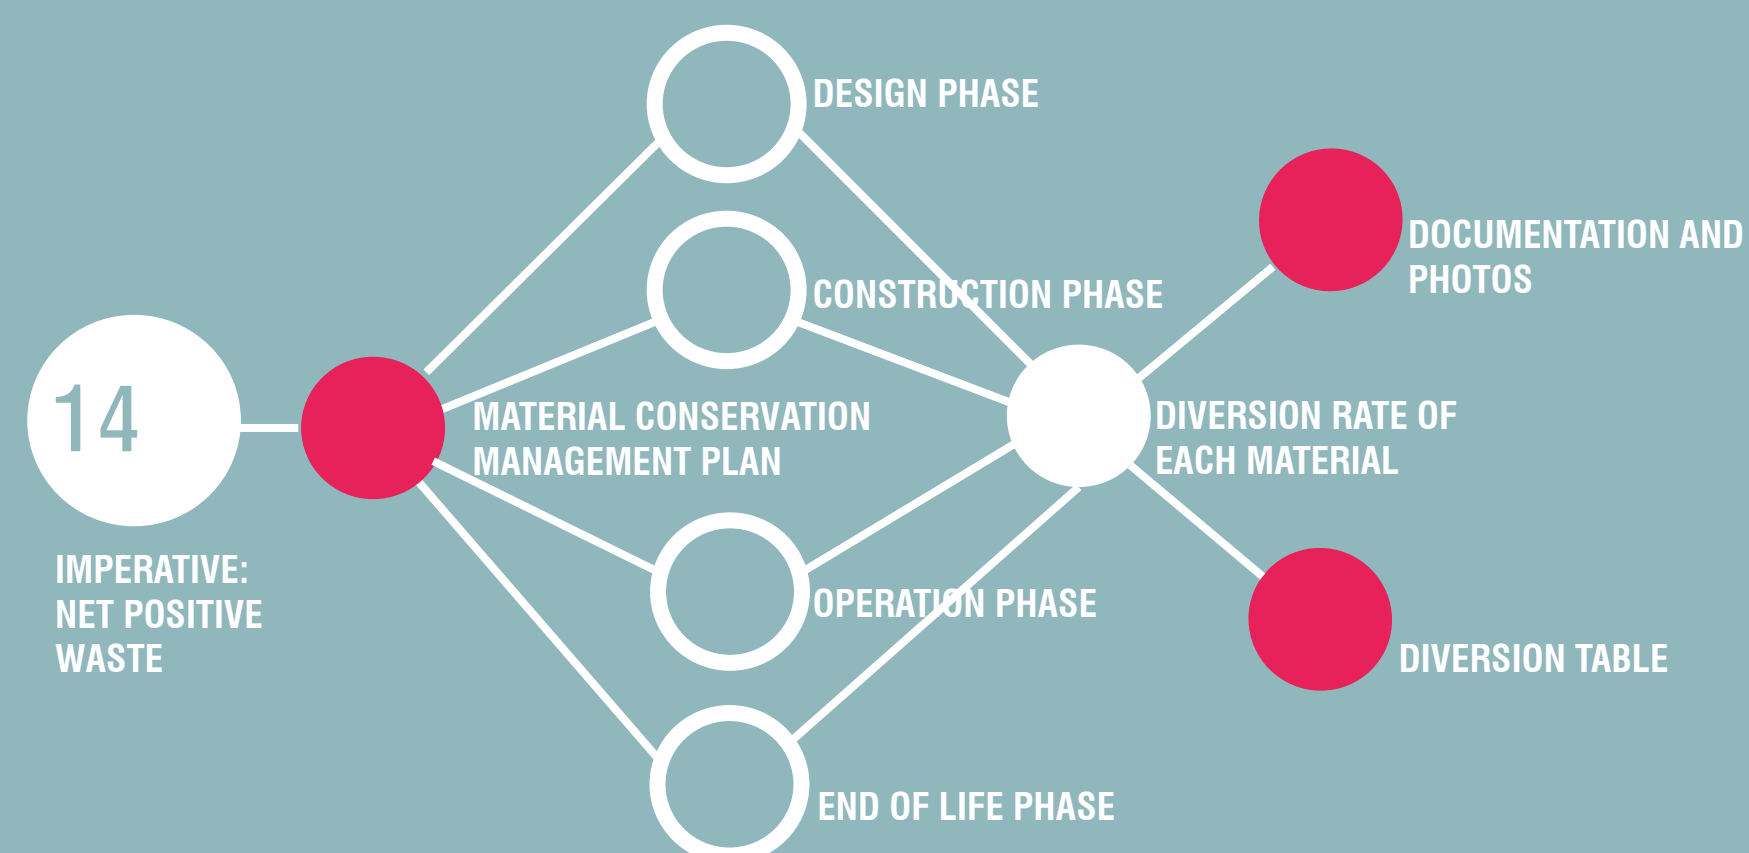 14
IMPERATIVE:
NET POSITIVE
WASTE
MATERIAL CONSERVATION
MANAGEMENT PLAN
DESIGN PHASE
CONSTRUCTION PHASE
OPERATION PHASE
END OF LIFE PHASE
DIVERSION RATE OF
EACH MATERIAL
DOCUMENTATION AND
PHOTOS
DIVERSION TABLE